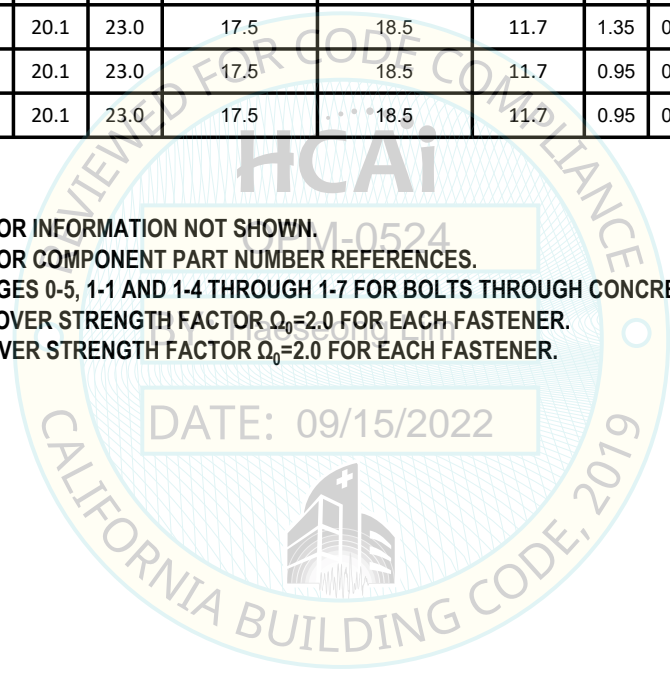 20.1 23.0 17.5 18.5 11.7 1.35 0
20.1 23.0 17.5 18.5 11.7 0.95 0
20.1 23.0 17.5 18.5 11.7 0.95 0
REVIEWED FOR CODE COMPLIANCE
HCAi
OR INFORMATION NOT SHOWN.
OPM-0524
OR COMPONENT PART NUMBER REFERENCES.
GES 0-5, 1-1 AND 1-4 THROUGH 1-7 FOR BOLTS THROUGH CONCRE
OVER STRENGTH FACTOR Ω₀=2.0 FOR EACH FASTENER.
BY: Haeseong Lim
VER STRENGTH FACTOR Ω₀=2.0 FOR EACH FASTENER.
DATE: 09/15/2022
CALIFORNIA BUILDING CODE, 2019